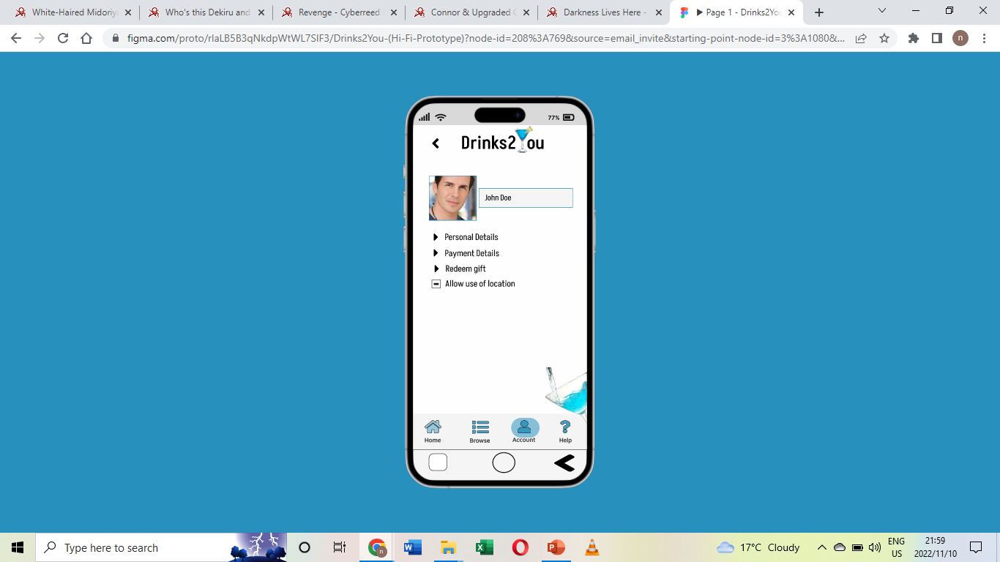 White-Haired Midoriya
Who's this Dekiru and
Revenge - Cyberreed
Connor & Upgraded
Darkness Lives Here -
Page 1 - Drinks2You
figma.com/proto/rlaLB5B3qNkdpWtWL7SIF3/Drinks2You-(Hi-Fi-Prototype)?node-id=208%3A769&source=email_invite&starting-point-node-id=3%3A1080&...
n
77%
Drinks2You
John Doe
Personal Details
Payment Details
Redeem gift
Allow use of location
Home Browse Account Help
Type here to search
n
17°C Cloudy
ENG
US
21:59
2022/11/10